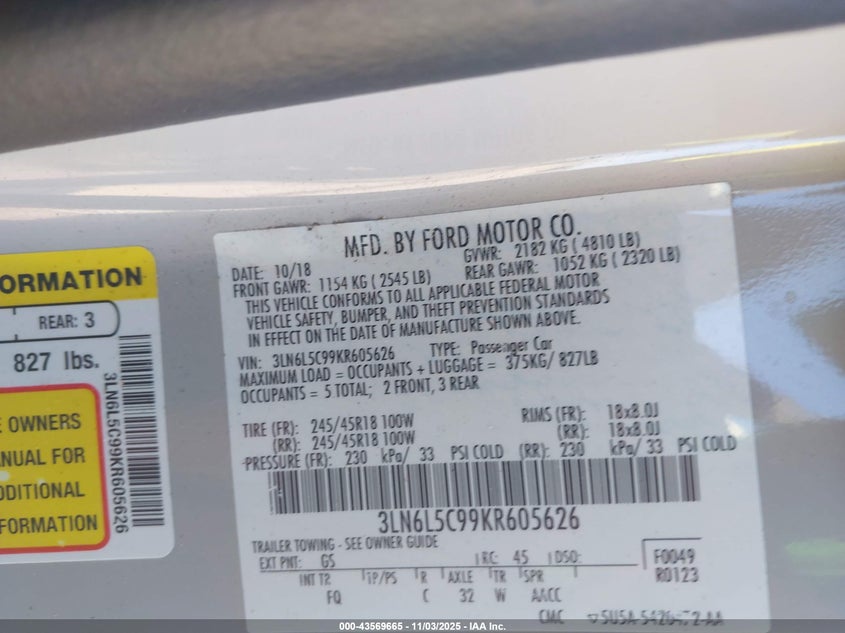 ORMATION
REAR: 3
827 lbs.
E OWNERS
ANUAL FOR
DDITIONAL
FORMATION
3LN6L5C99KR605626
MFD. BY FORD MOTOR CO.
DATE: 10/18 GVWR: 2182 KG ( 4810 LB)
FRONT GAWR: 1154 KG ( 2545 LB) REAR GAWR: 1052 KG ( 2320 LB)
THIS VEHICLE CONFORMS TO ALL APPLICABLE FEDERAL MOTOR
VEHICLE SAFETY, BUMPER, AND THEFT PREVENTION STANDARDS
IN EFFECT ON THE DATE OF MANUFACTURE SHOWN ABOVE.
VIN: 3LN6L5C99KR605626 TYPE: Passenger Car
MAXIMUM LOAD = OCCUPANTS + LUGGAGE = 375KG/ 827LB
OCCUPANTS = 5 TOTAL; 2 FRONT, 3 REAR
TIRE (FR): 245/45R18 100W RIMS (FR): 18x8.0J
(RR): 245/45R18 100W (RR): 18x8.0J
PRESSURE (FR): 230 kPa/ 33 PSI COLD (RR): 230 kPa/ 33 PSI COLD
3LN6L5C99KR605626
TRAILER TOWING - SEE OWNER GUIDE
EXT PNT: GS RC: 45 DSO: F0049
INT TR TP/PS R AXLE TR SPR R0123
FQ C 32 W AACC
CMC
000-43569665 - 11/03/2025 - IAA Inc.